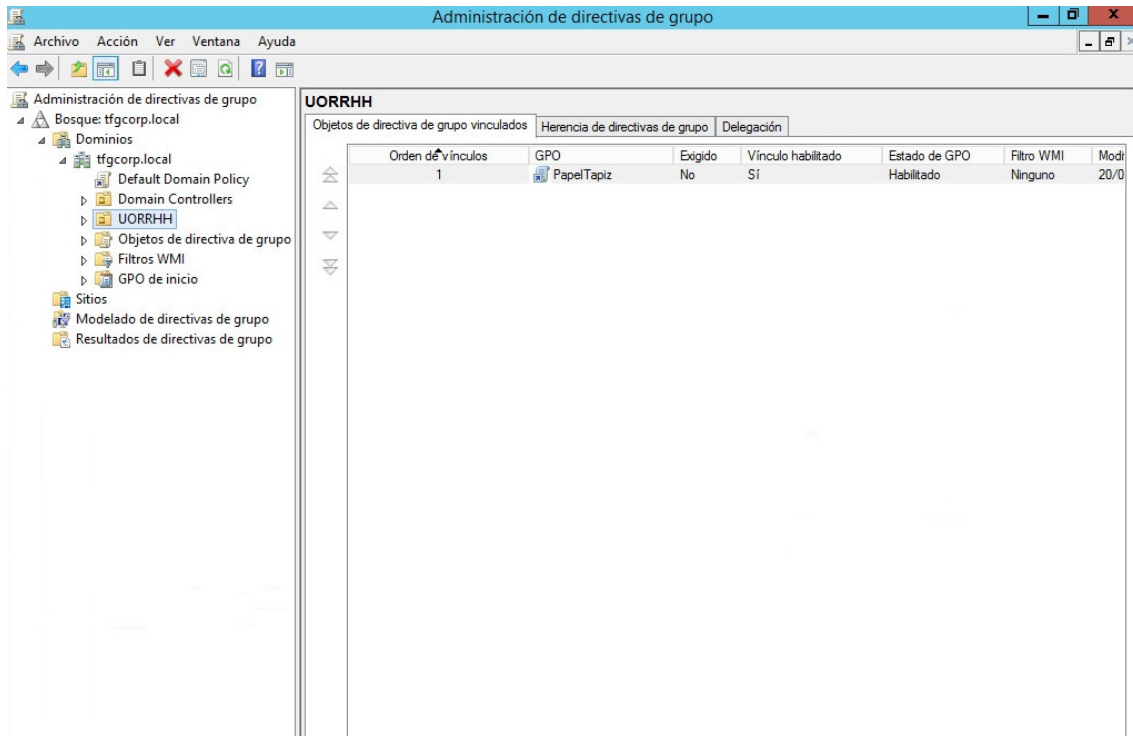 Administración de directivas de grupo
Archivo Acción Ver Ventana Ayuda
Administración de directivas de grupo
Bosque: tfgcorp.local
Dominios
tfgcorp.local
Default Domain Policy
Domain Controllers
UORRHH
Objetos de directiva de grupo
Filtros WMI
GPO de inicio
Sitios
Modelado de directivas de grupo
Resultados de directivas de grupo
UORRHH
Objetos de directiva de grupo vinculados Herencia de directivas de grupo Delegación
Orden de vínculos GPO Exigido Vínculo habilitado Estado de GPO Filtro WMI Modi
1 PapelTapiz No Sí Habilitado Ninguno 20/0